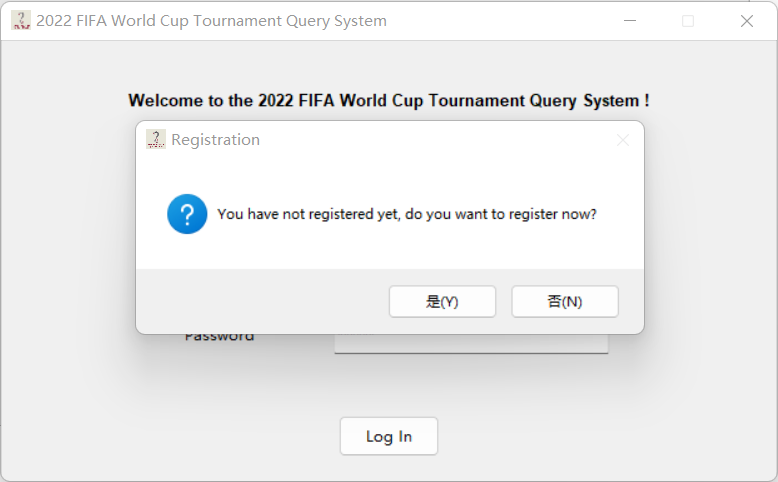 2022 FIFA World Cup Tournament Query System
Welcome to the 2022 FIFA World Cup Tournament Query System !
Registration
You have not registered yet, do you want to register now?
是(Y)
否(N)
Password
Log In